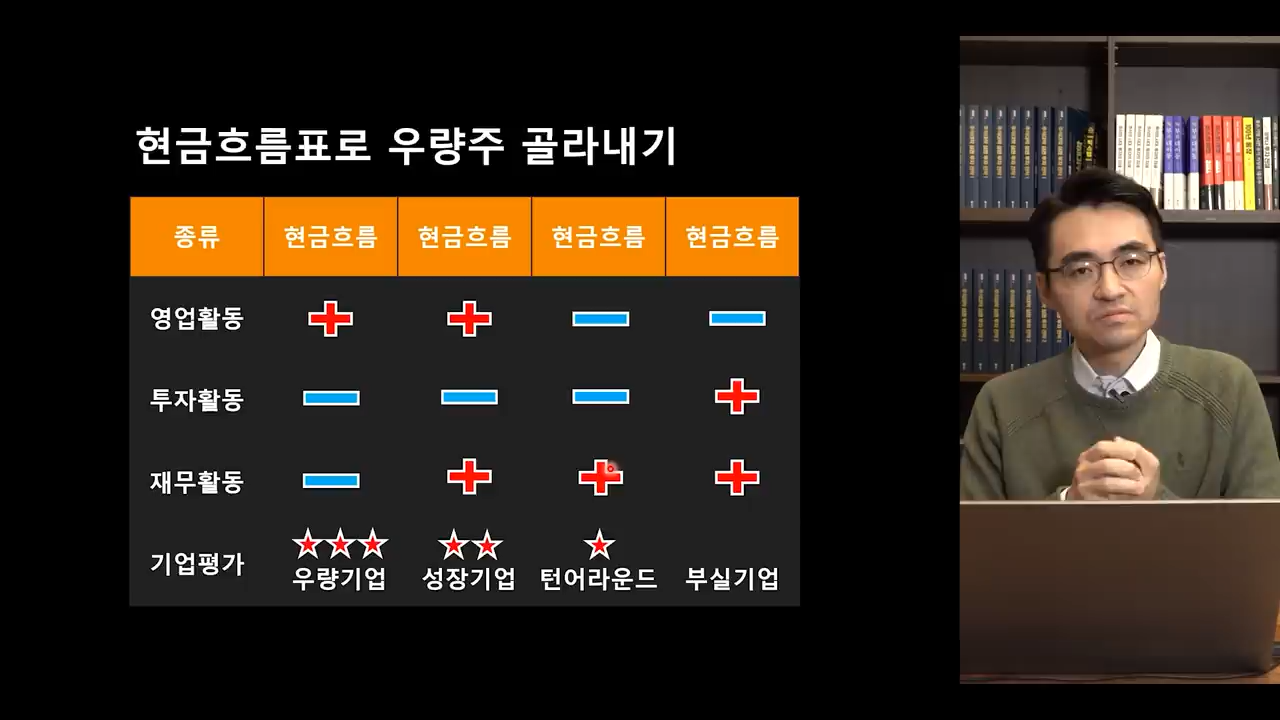 현금흐름표로 우량주 골라내기
종류 현금흐름 현금흐름 현금흐름 현금흐름
영업활동
투자활동
재무활동
기업평가
우량기업 성장기업 턴어라운드 부실기업